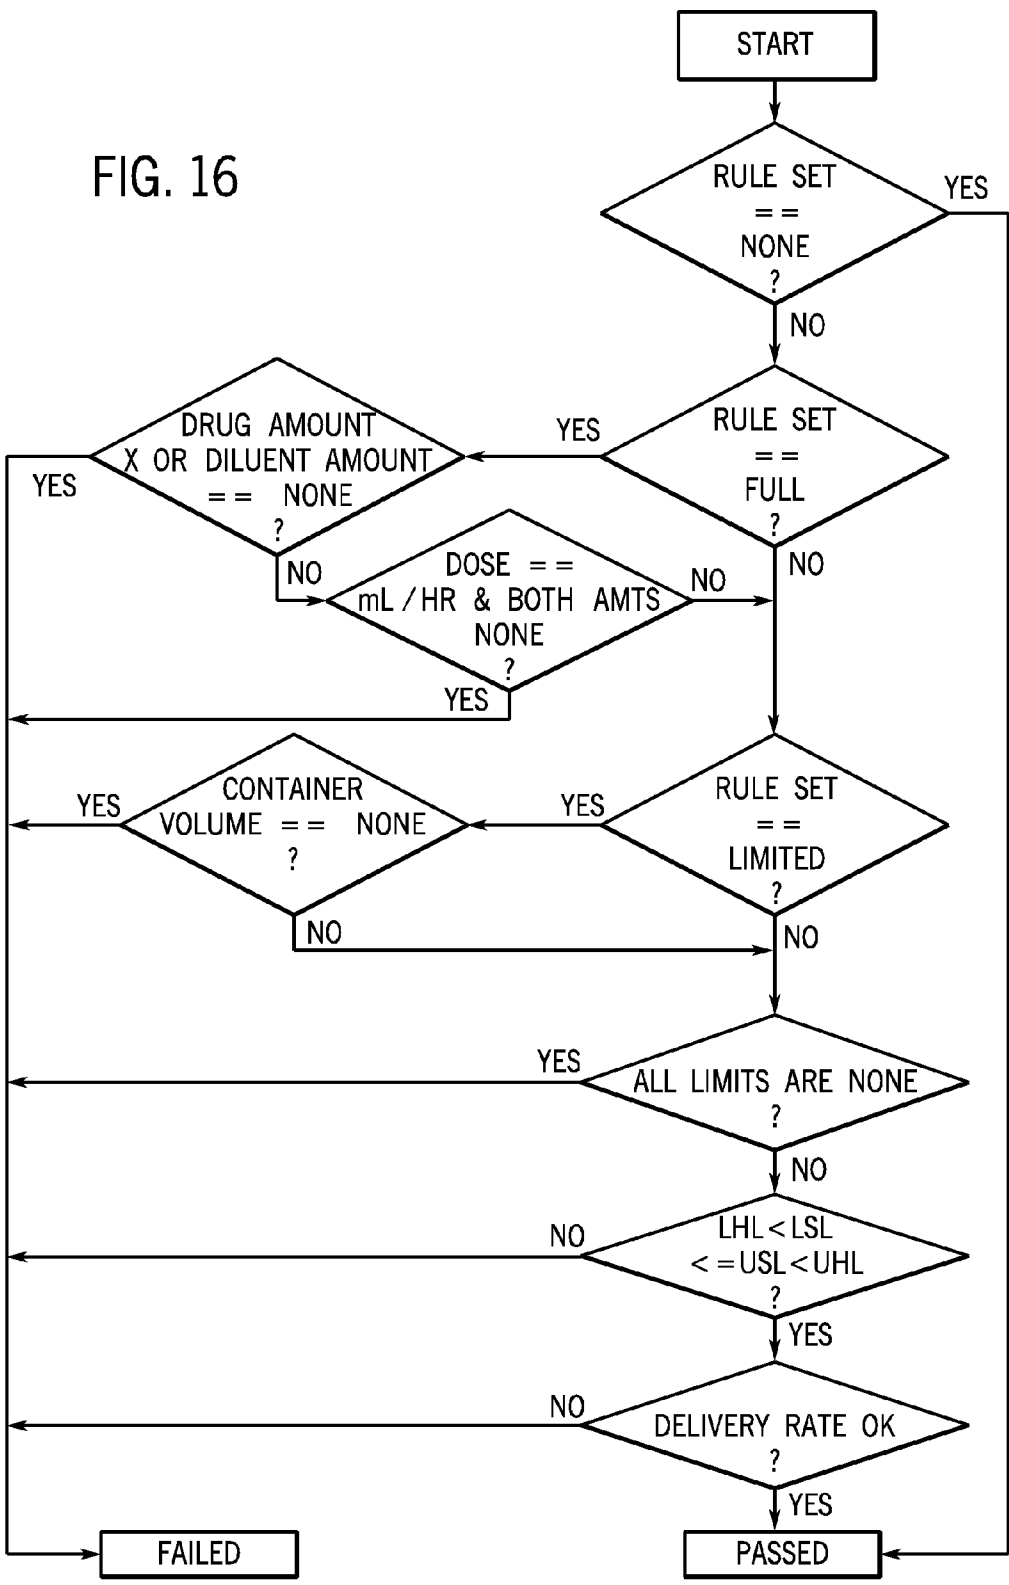 START
FIG. 16
RULE SET
==
NONE
?
YES
NO
DRUG AMOUNT
X OR DILUENT AMOUNT
== NONE
?
YES
NO
YES
RULE SET
==
FULL
?
NO
DOSE ==
mL/HR & BOTH AMTS
NONE
?
NO
YES
CONTAINER
VOLUME == NONE
?
YES
NO
YES
RULE SET
==
LIMITED
?
NO
YES
ALL LIMITS ARE NONE
?
NO
NO
LHL<LSL
<=USL<UHL
?
YES
NO
DELIVERY RATE OK
?
YES
FAILED
PASSED